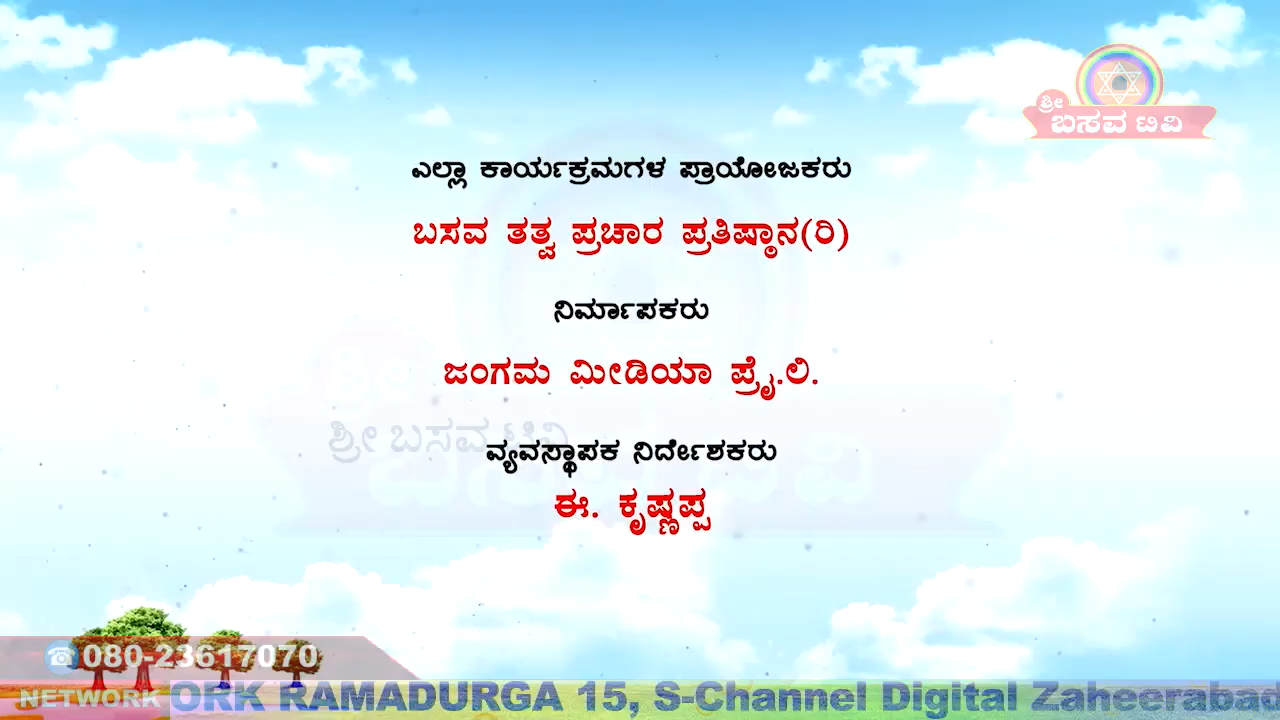 ಶ್ರೀ
ಬಸವ ಟಿವಿ
ಎಲ್ಲಾ ಕಾರ್ಯಕ್ರಮಗಳ ಪ್ರಾಯೋಜಕರು
ಬಸವ ತತ್ವ ಪ್ರಚಾರ ಪ್ರತಿಷ್ಠಾನ(ರಿ)
ನಿರ್ಮಾಪಕರು
ಜಂಗಮ ಮೀಡಿಯಾ ಪ್ರೈ.ಲಿ.
ಶ್ರೀ ಬಸವ ಟಿವಿ
ವ್ಯವಸ್ಥಾಪಕ ನಿರ್ದೇಶಕರು
ಈ. ಕೃಷ್ಣಪ್ಪ
☎080-23617070
NETWORK ORK RAMADURGA 15, S-Channel Digital Zaheerabad